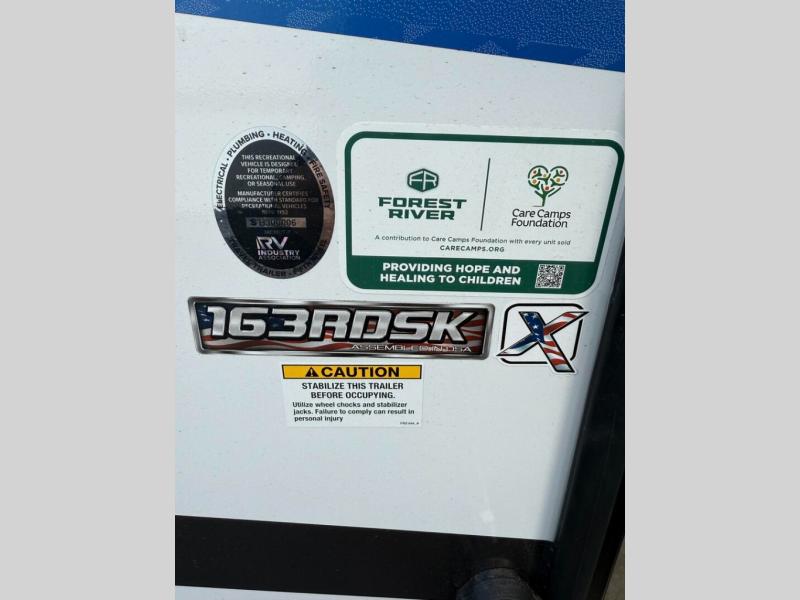 ELECTRICAL • PLUMBING • HEATING • FIRE SAFETY
THIS RECREATIONAL
VEHICLE IS DESIGNED
FOR TEMPORARY
RECREATIONAL, CAMPING,
OR SEASONAL USE
MANUFACTURER CERTIFIES
COMPLIANCE WITH STANDARD FOR
RECREATIONAL VEHICLES
RV
INDUSTRY
ASSOCIATION
FR
FOREST
RIVER
Care Camps
Foundation
A contribution to Care Camps Foundation with every unit sold
CARECAMPS.ORG
PROVIDING HOPE AND
HEALING TO CHILDREN
163RDSK
ASSEMBLED IN USA
X
CAUTION
STABILIZE THIS TRAILER
BEFORE OCCUPYING.
Utilize wheel chocks and stabilizer
jacks. Failure to comply can result in
personal injury